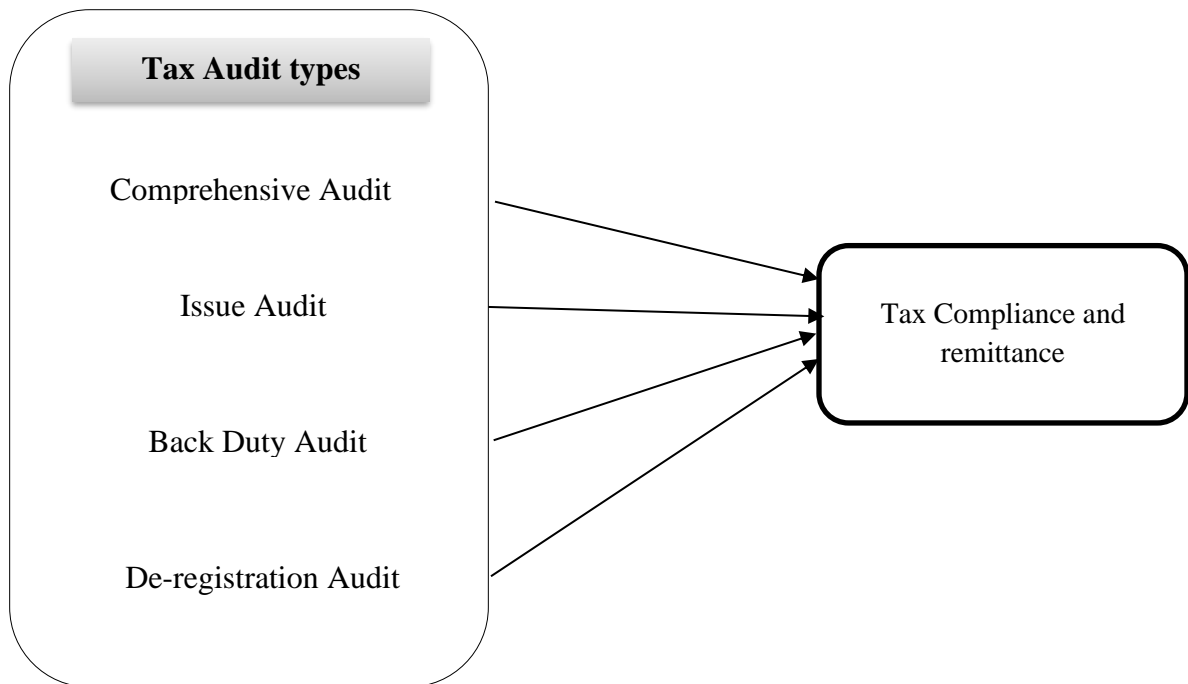 Tax Audit types
Comprehensive Audit
Issue Audit
Back Duty Audit
De-registration Audit
Tax Compliance and
remittance